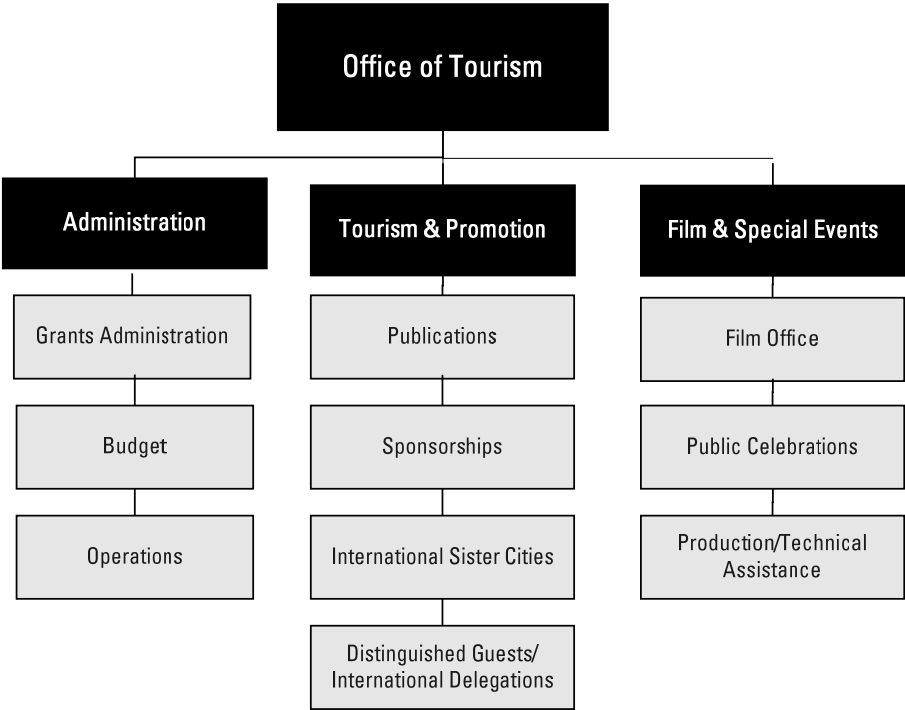 Office of Tourism
Administration
Tourism & Promotion
Film & Special Events
Grants Administration
Publications
Film Office
Budget
Sponsorships
Public Celebrations
Operations
International Sister Cities
Production/Technical
Assistance
Distinguished Guests/
International Delegations